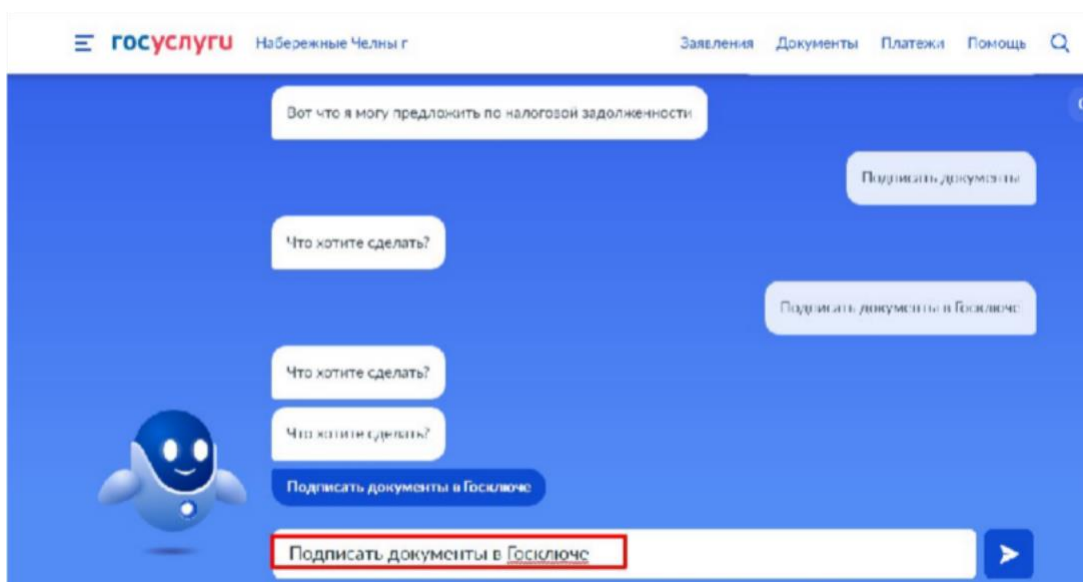 госуслуги Набережные Челны г Заявления Документы Платежи Помощь
Вот что я могу предложить по налоговой задолженности
Подписать документы
Что хотите сделать?
Подписать документы в Госключе
Что хотите сделать?
Что хотите сделать?
Подписать документы в Госключе
Подписать документы в Госключе